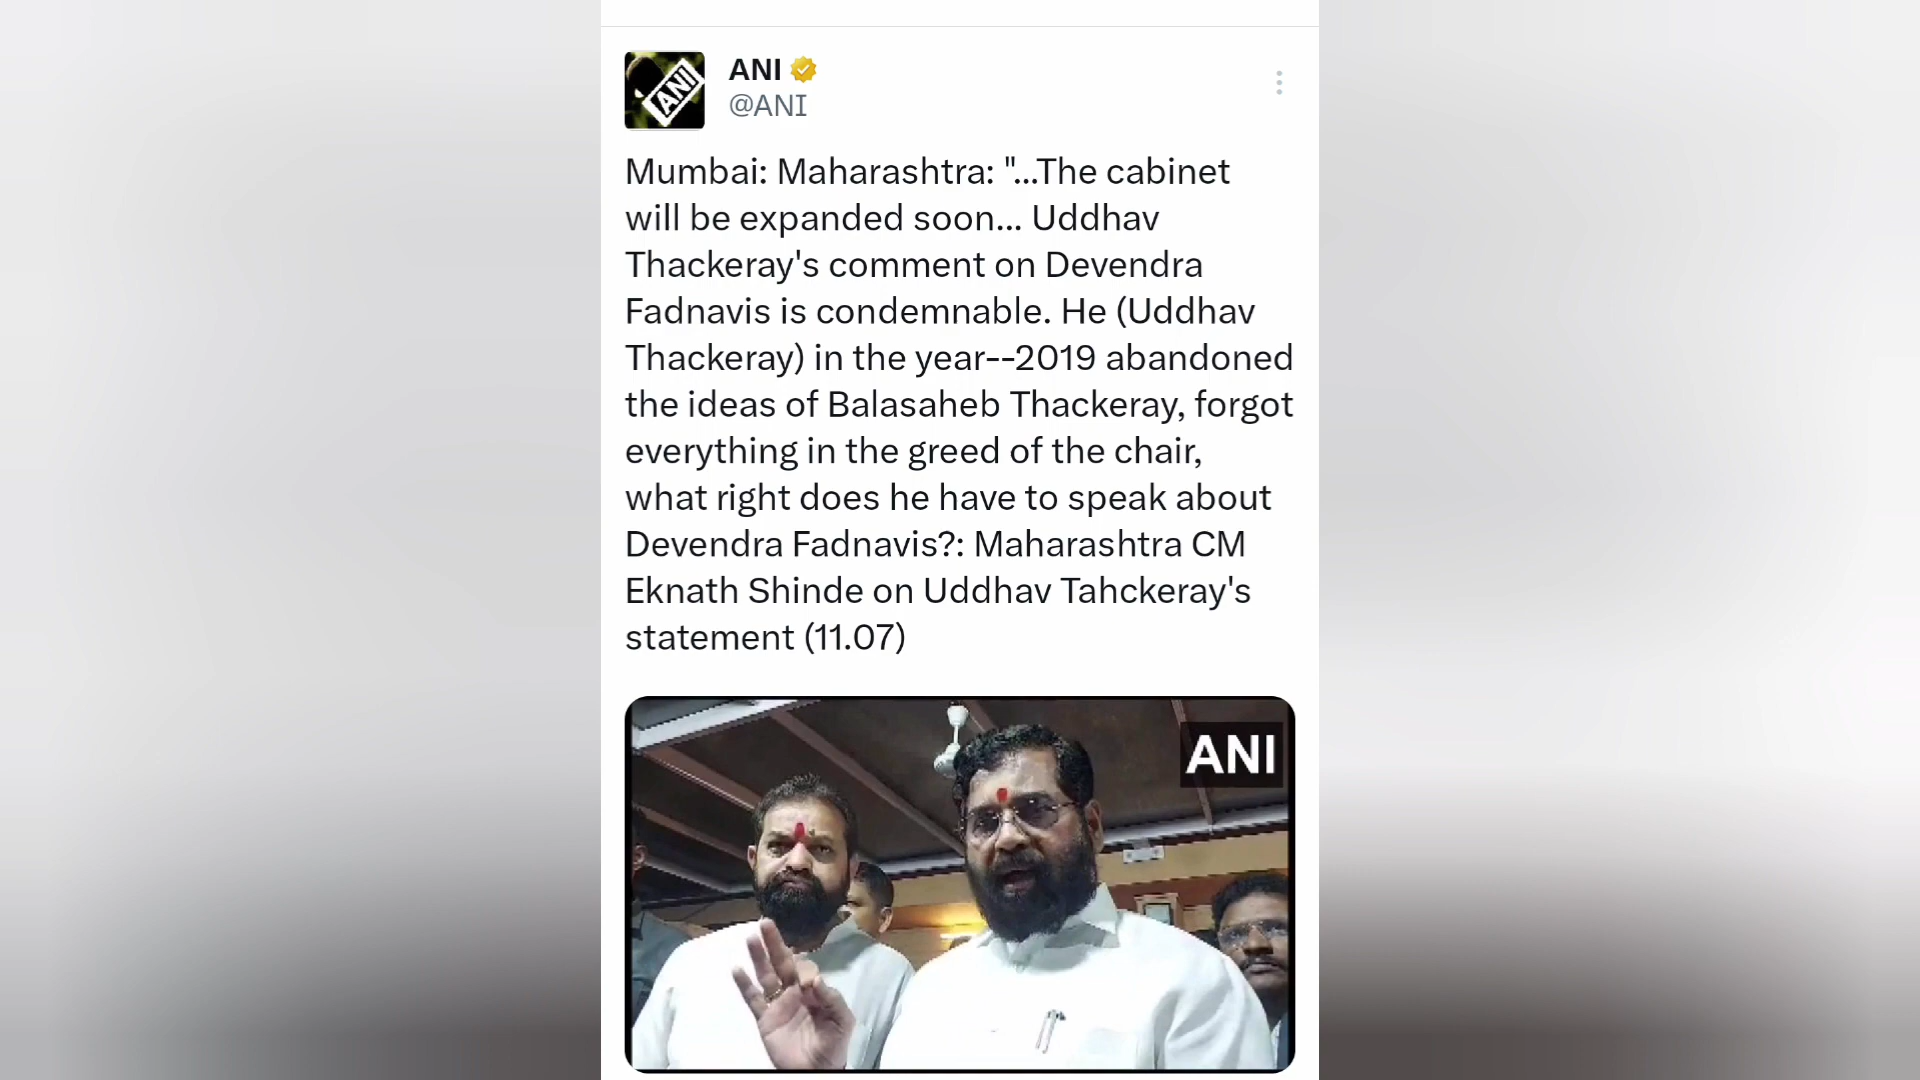 ANI
@ANI
Mumbai: Maharashtra: "...The cabinet
will be expanded soon... Uddhav
Thackeray's comment on Devendra
Fadnavis is condemnable. He (Uddhav
Thackeray) in the year--2019 abandoned
the ideas of Balasaheb Thackeray, forgot
everything in the greed of the chair,
what right does he have to speak about
Devendra Fadnavis?: Maharashtra CM
Eknath Shinde on Uddhav Tahckeray's
statement (11.07)
ANI
ANI